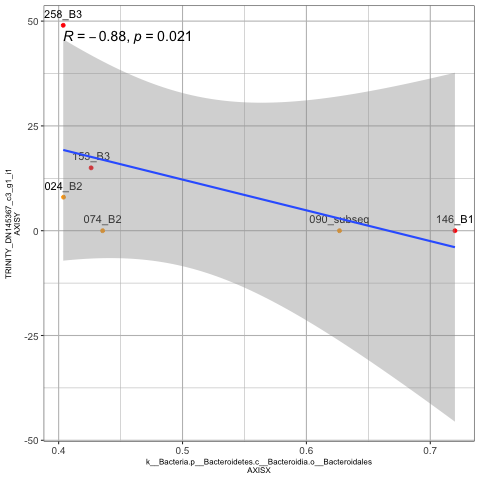 258_B3
R = −0.88, p = 0.021
153_B3
024_B2
074_B2
090_subseq
146_B1
50
25
0
-25
-50
0.4
0.5
0.6
0.7
k__Bacteria.p__Bacteroidetes.c__Bacteroidia.o__Bacteroidales
AXISX
TRINITY_DN145367_c3_g1_i1
AXISY